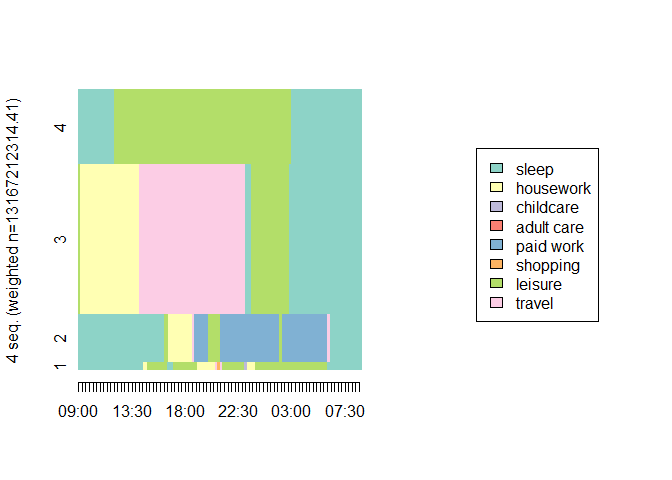 4 seq. (weighted n=13167212314.41)
4
3
2
1
09:00 13:30 18:00 22:30 03:00 07:30
sleep
housework
childcare
adult care
paid work
shopping
leisure
travel